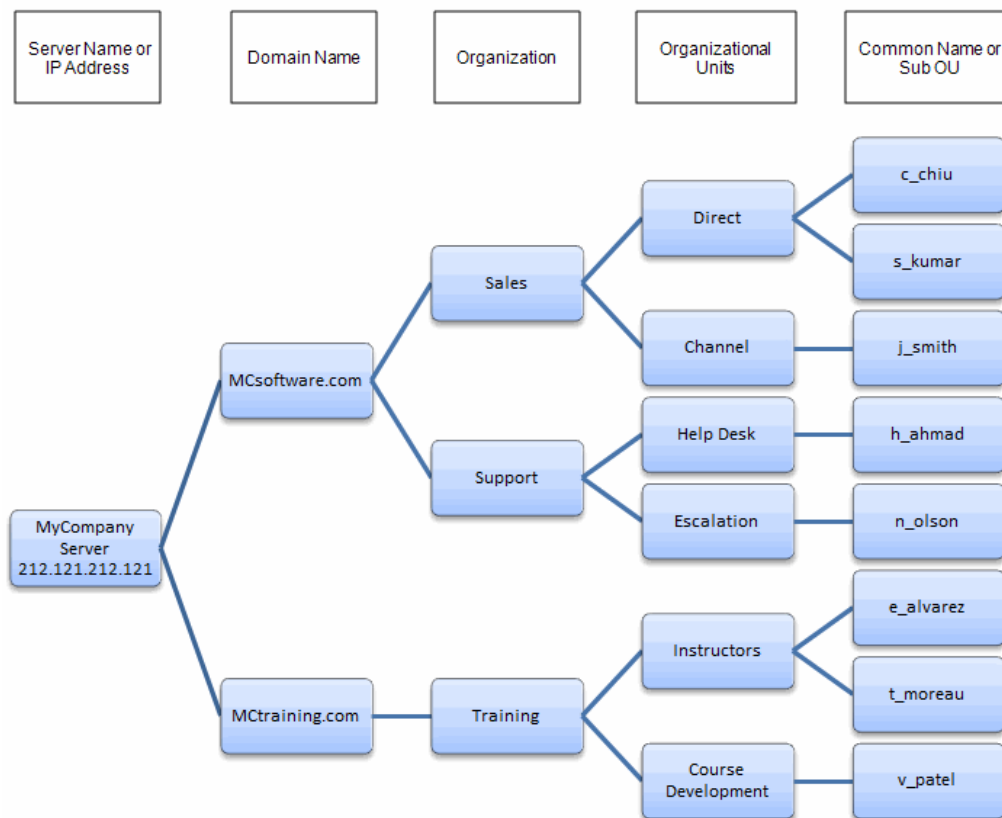 Server Name or
IP Address
Domain Name
Organization
Organizational
Units
Common Name or
Sub OU
c_chiu
Direct
s_kumar
Sales
Channel
j_smith
MCsoftware.com
Help Desk
h_ahmad
Support
Escalation
n_olson
MyCompany
Server
212.121.212.121
e_alvarez
Instructors
t_moreau
MCtraining.com
Training
Course
Development
v_patel